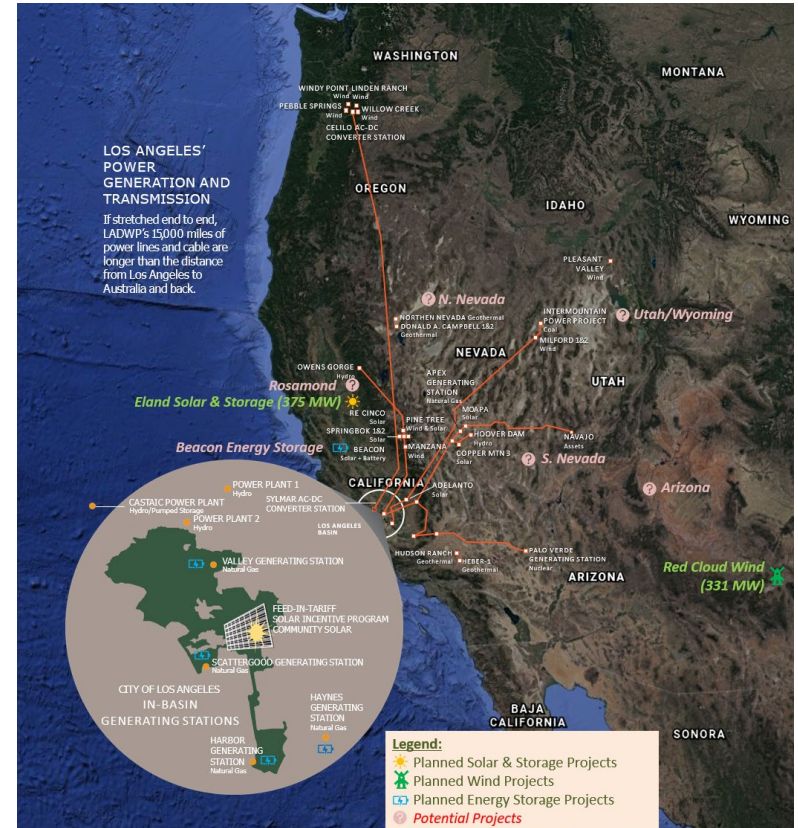 WASHINGTON
MONTANA
WINDY POINT LINDEN RANCH
Wind Wind
PEBBLE SPRINGS
Wind
WILLOW CREEK
Wind
CELILO AC-DC
CONVERTER STATION
LOS ANGELES'
POWER
GENERATION AND
TRANSMISSION
If stretched end to end,
LADWP's 15,000 miles of
power lines and cable are
longer than the distance
from Los Angeles to
Australia and back.
OREGON
IDAHO
WYOMING
PLEASANT
VALLEY
Wind
? N. Nevada
NORTHEN NEVADA Geothermal
DONALD A. CAMPBELL 1&2
Geothermal
INTERMOUNTAIN
POWER PROJECT
Coal
? Utah/Wyoming
MILFORD 1&2
Wind
NEVADA
OWENS GORGE
Hydro
APEX
GENERATING
STATION
Natural Gas
UTAH
Rosamond ?
Eland Solar & Storage (375 MW)
RE CINCO
Solar
MOAPA
Solar
PINE TREE
Wind & Solar
SPRINGBOK 1&2
Solar
HOOVER DAM
Hydro
NAVAJO
Assets
Beacon Energy Storage
BEACON
Solar + Battery
MANZANA
Wind
COPPER MTN 3
Solar
? S. Nevada
CALIFORNIA
ADELANTO
Solar
? Arizona
POWER PLANT 1
Hydro
CASTAIC POWER PLANT
Hydro/Pumped Storage
SYLMAR AC-DC
CONVERTER STATION
POWER PLANT 2
Hydro
LOS ANGELES
BASIN
VALLEY GENERATING STATION
Natural Gas
HUDSON RANCH
Geothermal
HEBER-1
Geothermal
PALO VERDE
GENERATING STATION
Nuclear
ARIZONA
Red Cloud Wind
(331 MW)
FEED-IN-TARIFF
SOLAR INCENTIVE PROGRAM
COMMUNITY SOLAR
SCATTERGOOD GENERATING STATION
Natural Gas
CITY OF LOS ANGELES
IN-BASIN
GENERATING STATIONS
HAYNES
GENERATING
STATION
Natural Gas
HARBOR
GENERATING
STATION
Natural Gas
BAJA
CALIFORNIA
SONORA
Legend:
Planned Solar & Storage Projects
Planned Wind Projects
Planned Energy Storage Projects
? Potential Projects